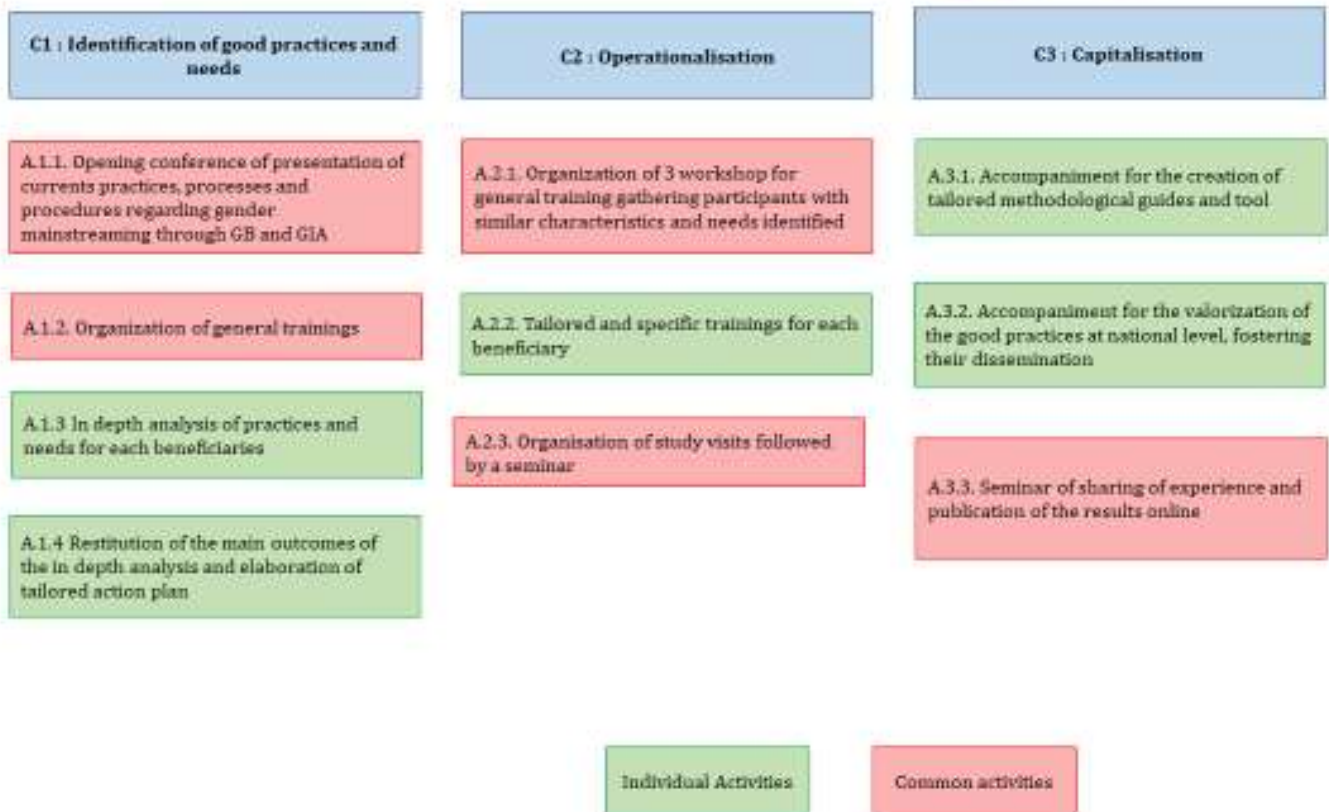 C1 : Identification of good practices and
needs
A.1.1. Opening conference of presentation of
currents practices, processes and
procedures regarding gender
mainstreaming through GB and GIA
A.1.2. Organization of general trainings
A.1.3 In depth analysis of practices and
needs for each beneficiaries
A.1.4 Restitution of the main outcomes of
the in depth analysis and elaboration of
tailored action plan
C2 : Operationalisation
A.2.1. Organization of 3 workshop for
general training gathering participants with
similar characteristics and needs identified
A.2.2. Tailored and specific trainings for each
beneficiary
A.2.3. Organisation of study visits followed
by a seminar
C3 : Capitalisation
A.3.1. Accompaniment for the creation of
tailored methodological guides and tool
A.3.2. Accompaniment for the valorization of
the good practices at national level, fostering
their dissemination
A.3.3. Seminar of sharing of experience and
publication of the results online
Individual Activities
Common activities